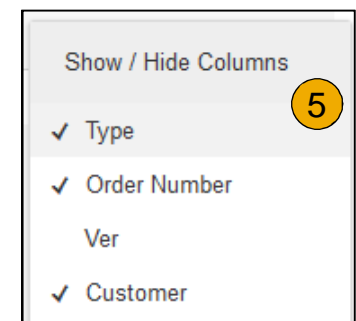 Show / Hide Columns
5
✓ Type
✓ Order Number
Ver
✓ Customer